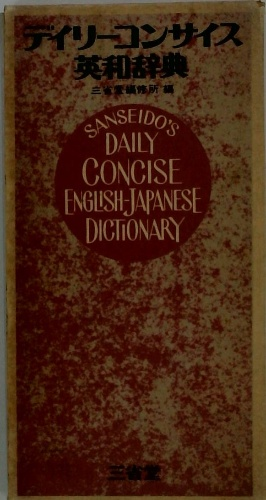 デイリーコンサイス
英和辞典
三省堂編修所 編
SANSEIDO'S
DAILY
CONCISE
ENGLISH-JAPANESE
DICTIONARY
三省堂